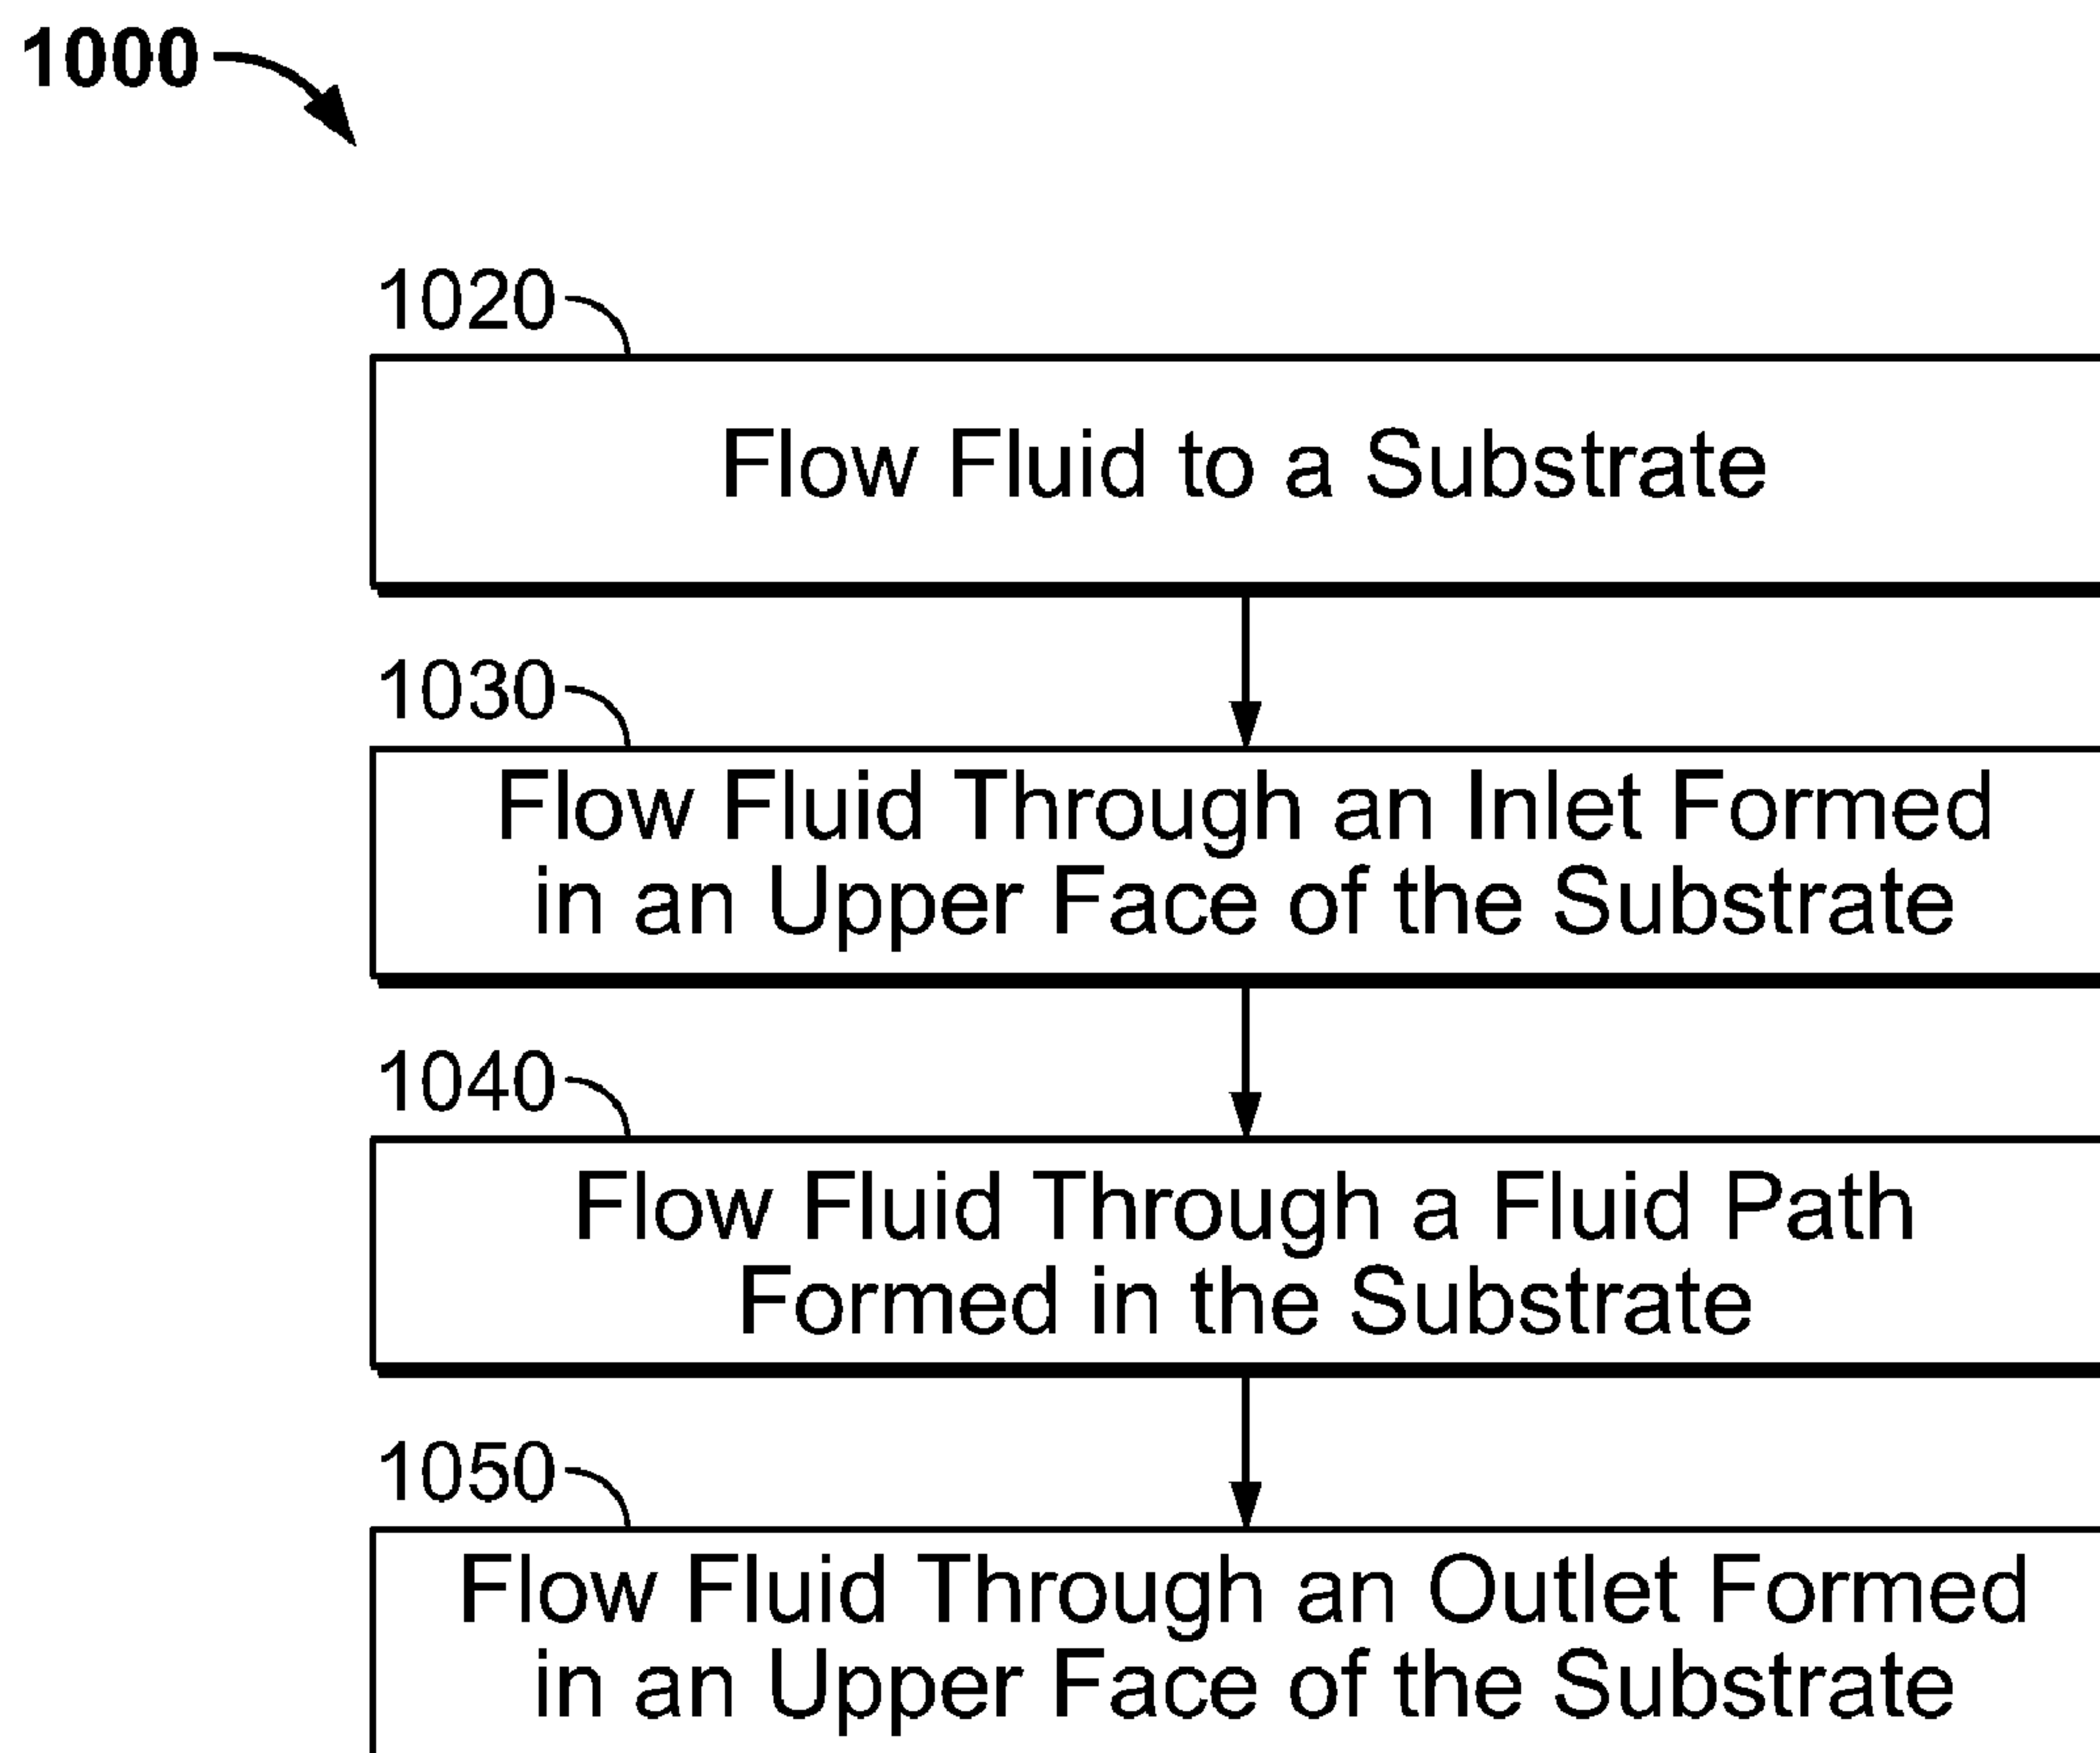 1000
1020
Flow Fluid to a Substrate
1030
Flow Fluid Through an Inlet Formed
in an Upper Face of the Substrate
1040
Flow Fluid Through a Fluid Path
Formed in the Substrate
1050
Flow Fluid Through an Outlet Formed
in an Upper Face of the Substrate